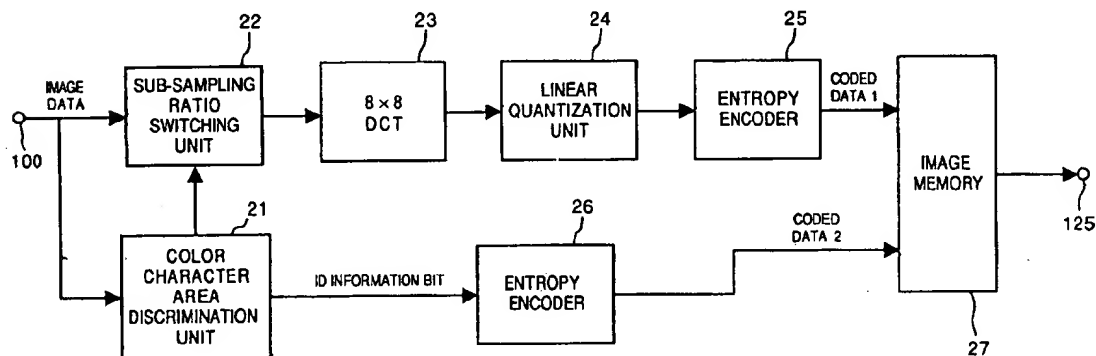 22
23
24
25
IMAGE
DATA
SUB-SAMPLING
RATIO
SWITCHING
UNIT
8 × 8
DCT
LINEAR
QUANTIZATION
UNIT
ENTROPY
ENCODER
CODED
DATA 1
100
IMAGE
MEMORY
125
21
26
CODED
DATA 2
COLOR
CHARACTER
AREA
DISCRIMINATION
UNIT
ID INFORMATION BIT
ENTROPY
ENCODER
27